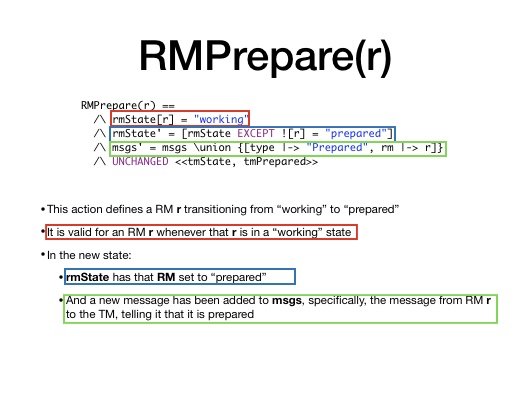 RMPrepare(r)
RMPrepare(r) ==
/\ rmState[r] = "working"
/\ rmState' = [rmState EXCEPT ![r] = "prepared"]
/\ msgs' = msgs \union {[type |-> "Prepared", rm |-> r]}
/\ UNCHANGED <<tmState, tmPrepared>>
•This action defines a RM r transitioning from “working” to “prepared”
•It is valid for an RM r whenever that r is in a “working” state
•In the new state:
•rmState has that RM set to “prepared”
•And a new message has been added to msgs, specifically, the message from RM r
to the TM, telling it that it is prepared